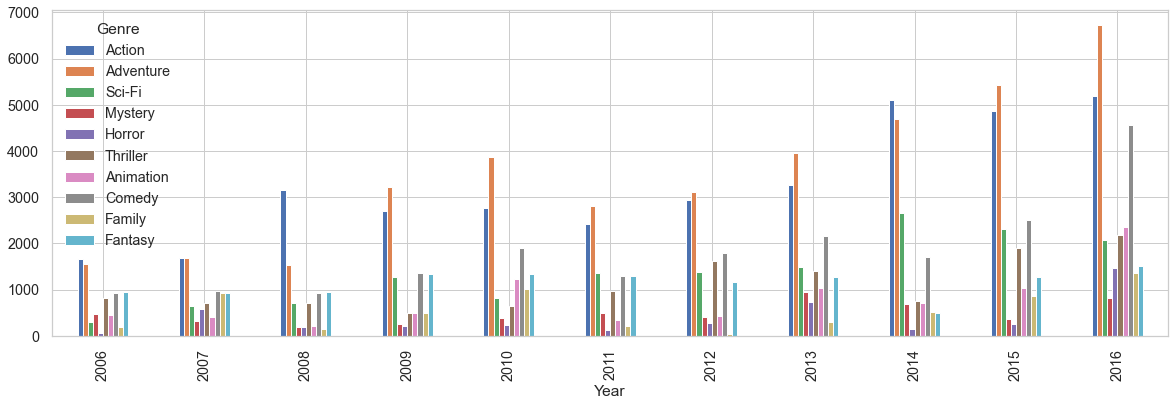 7000
6000
5000
4000
3000
2000
1000
0
Genre
Action
Adventure
Sci-Fi
Mystery
Horror
Thriller
Animation
Comedy
Family
Fantasy
2006
2007
2008
2009
2010
2011
2012
2013
2014
2015
2016
Year